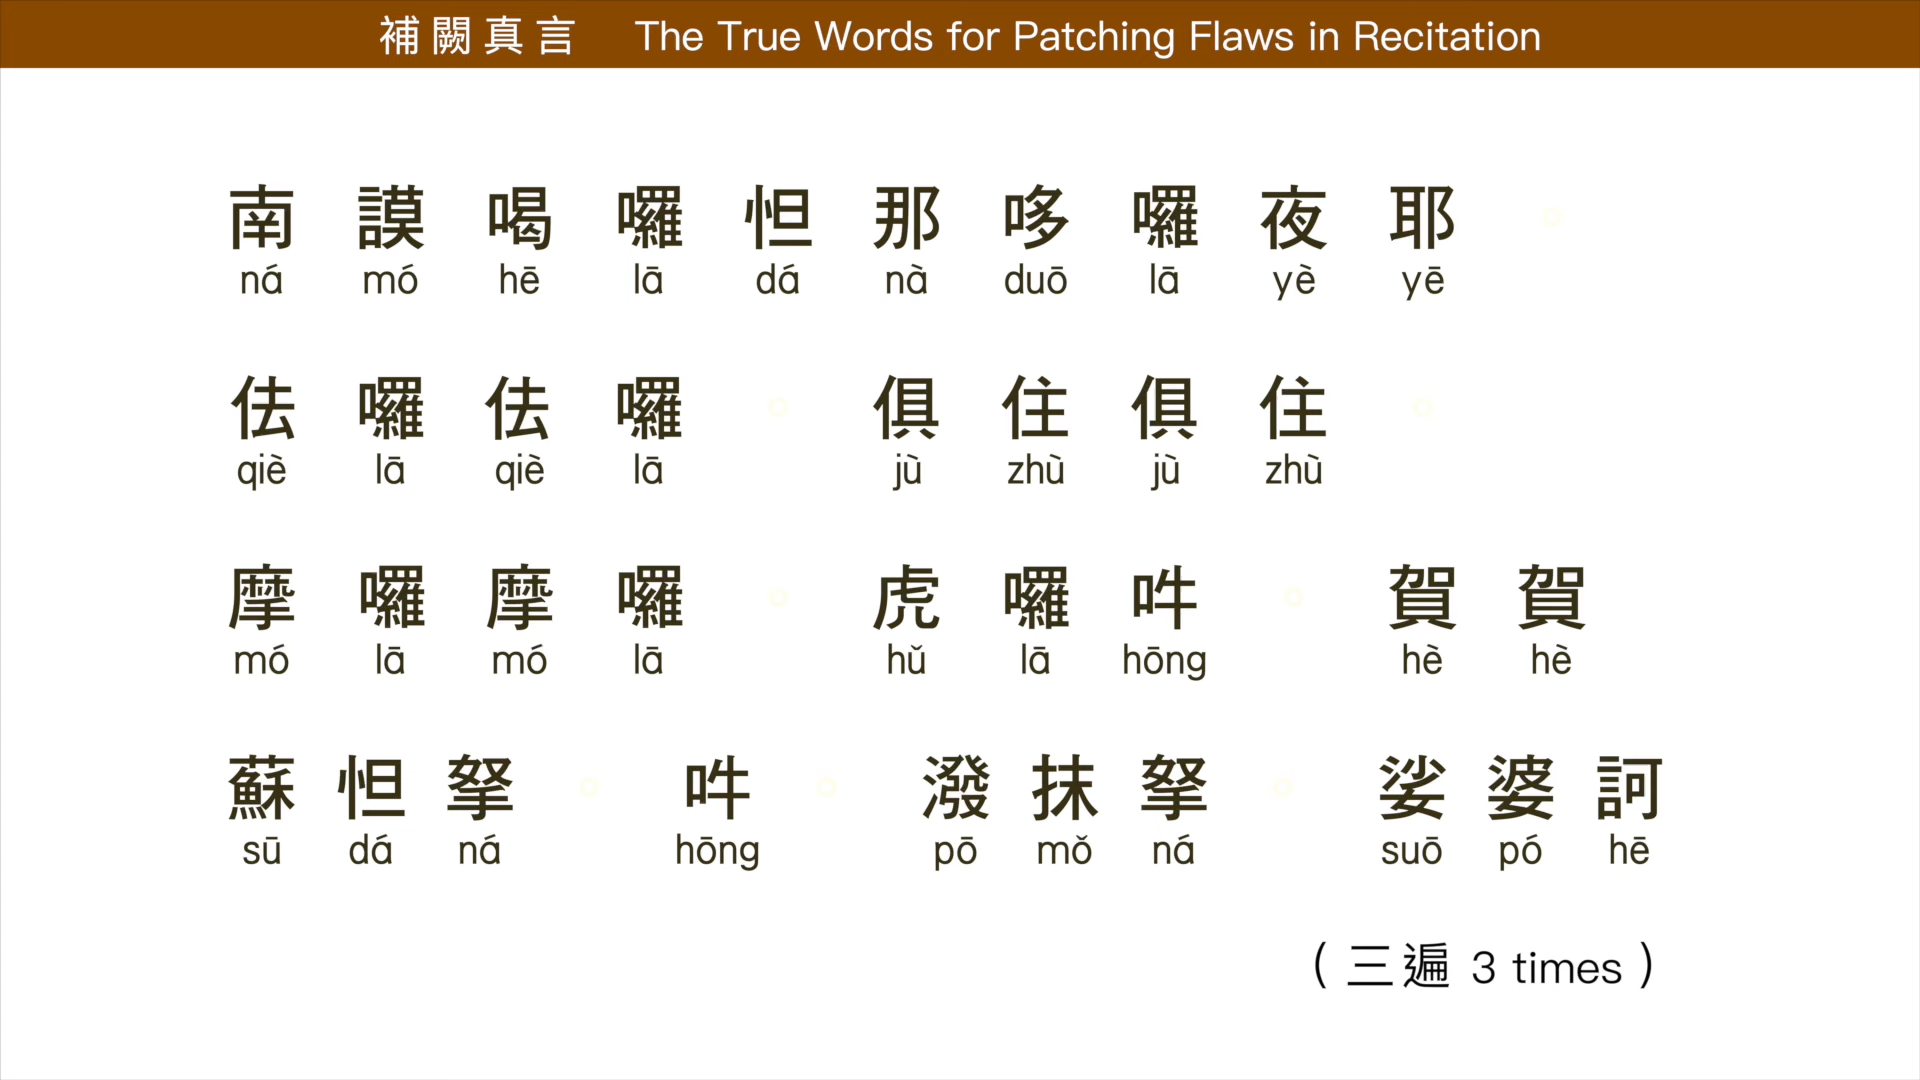 補闕真言 The True Words for Patching Flaws in Recitation
南謨喝囉怛那哆囉夜耶。
ná mó hē lā dá nà duō lā yè yē
佉囉佉囉。俱住俱住。
qiè lā qiè lā jù zhù jù zhù
摩囉摩囉。虎囉吽。賀賀
mó lā mó lā hǔ lā hōng hè hè
蘇怛拏。吽。潑抹拏。娑婆訶
sū dá ná hōng pō mǒ ná suō pó hē
（三遍 3 times）